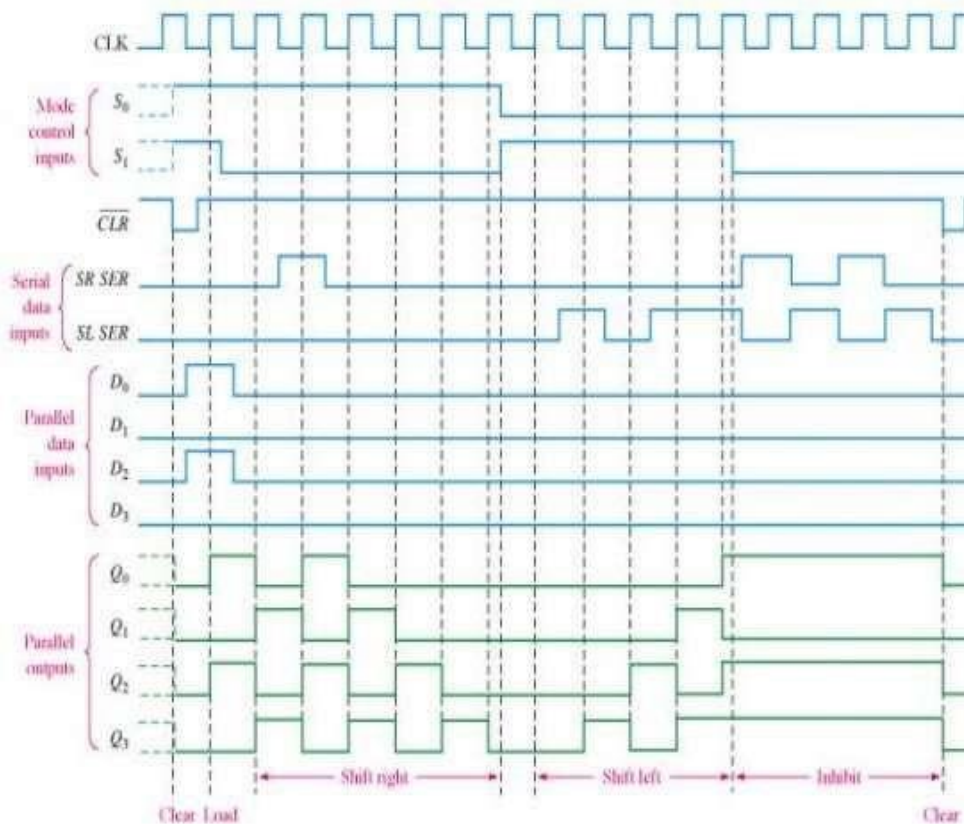 CLK
Mode
control
inputs
S0
S1
CLR
Serial
data
inputs
SR SER
SL SER
Parallel
data
inputs
D0
D1
D2
D3
Parallel
outputs
Q0
Q1
Q2
Q3
Shift right
Shift left
Inhibit
Clear Load
Clear